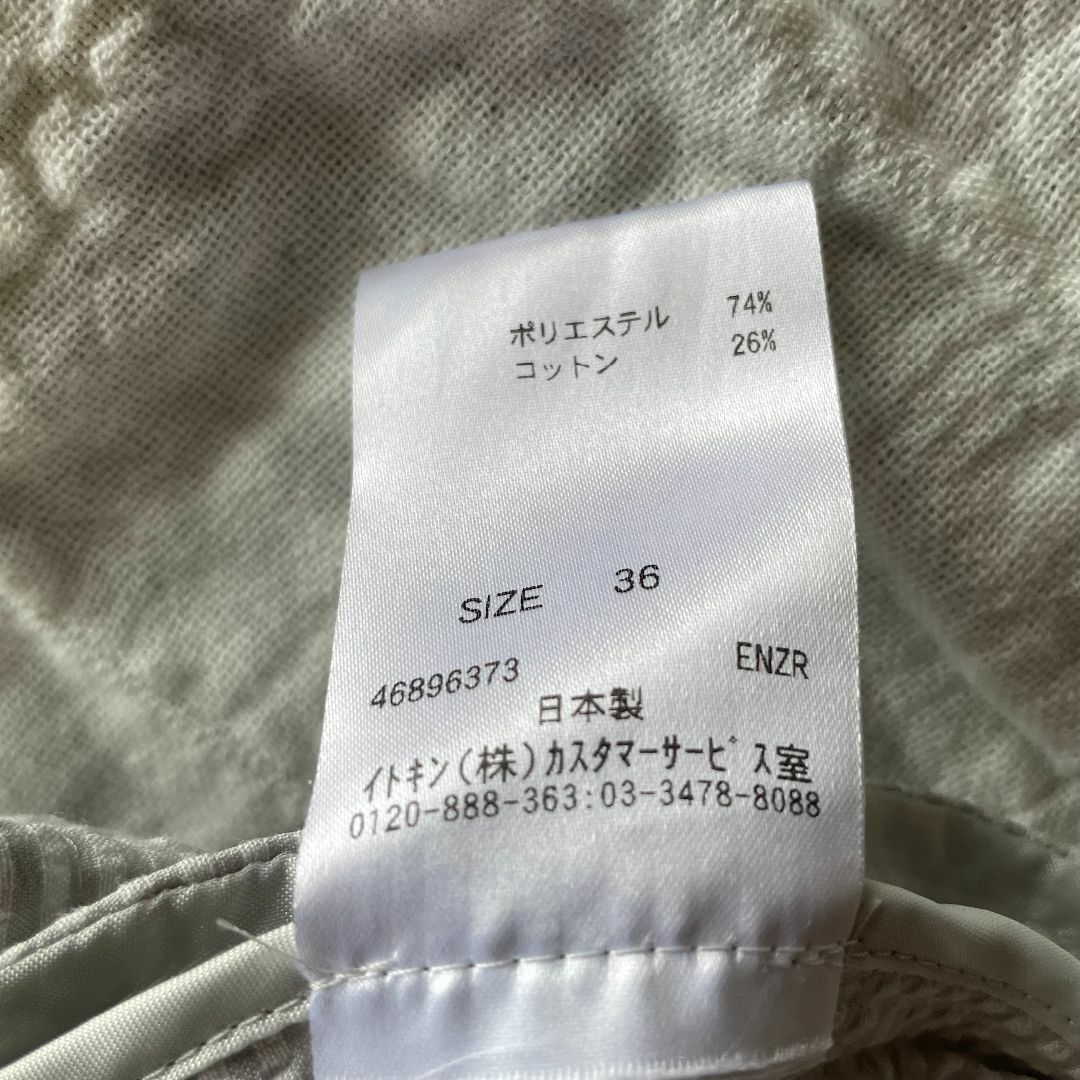 ポリエステル 74%
コットン 26%
SIZE 36
46896373 ENZR
日本製
イトキン(株)カスタマーサービス室
0120-888-363:03-3478-8088